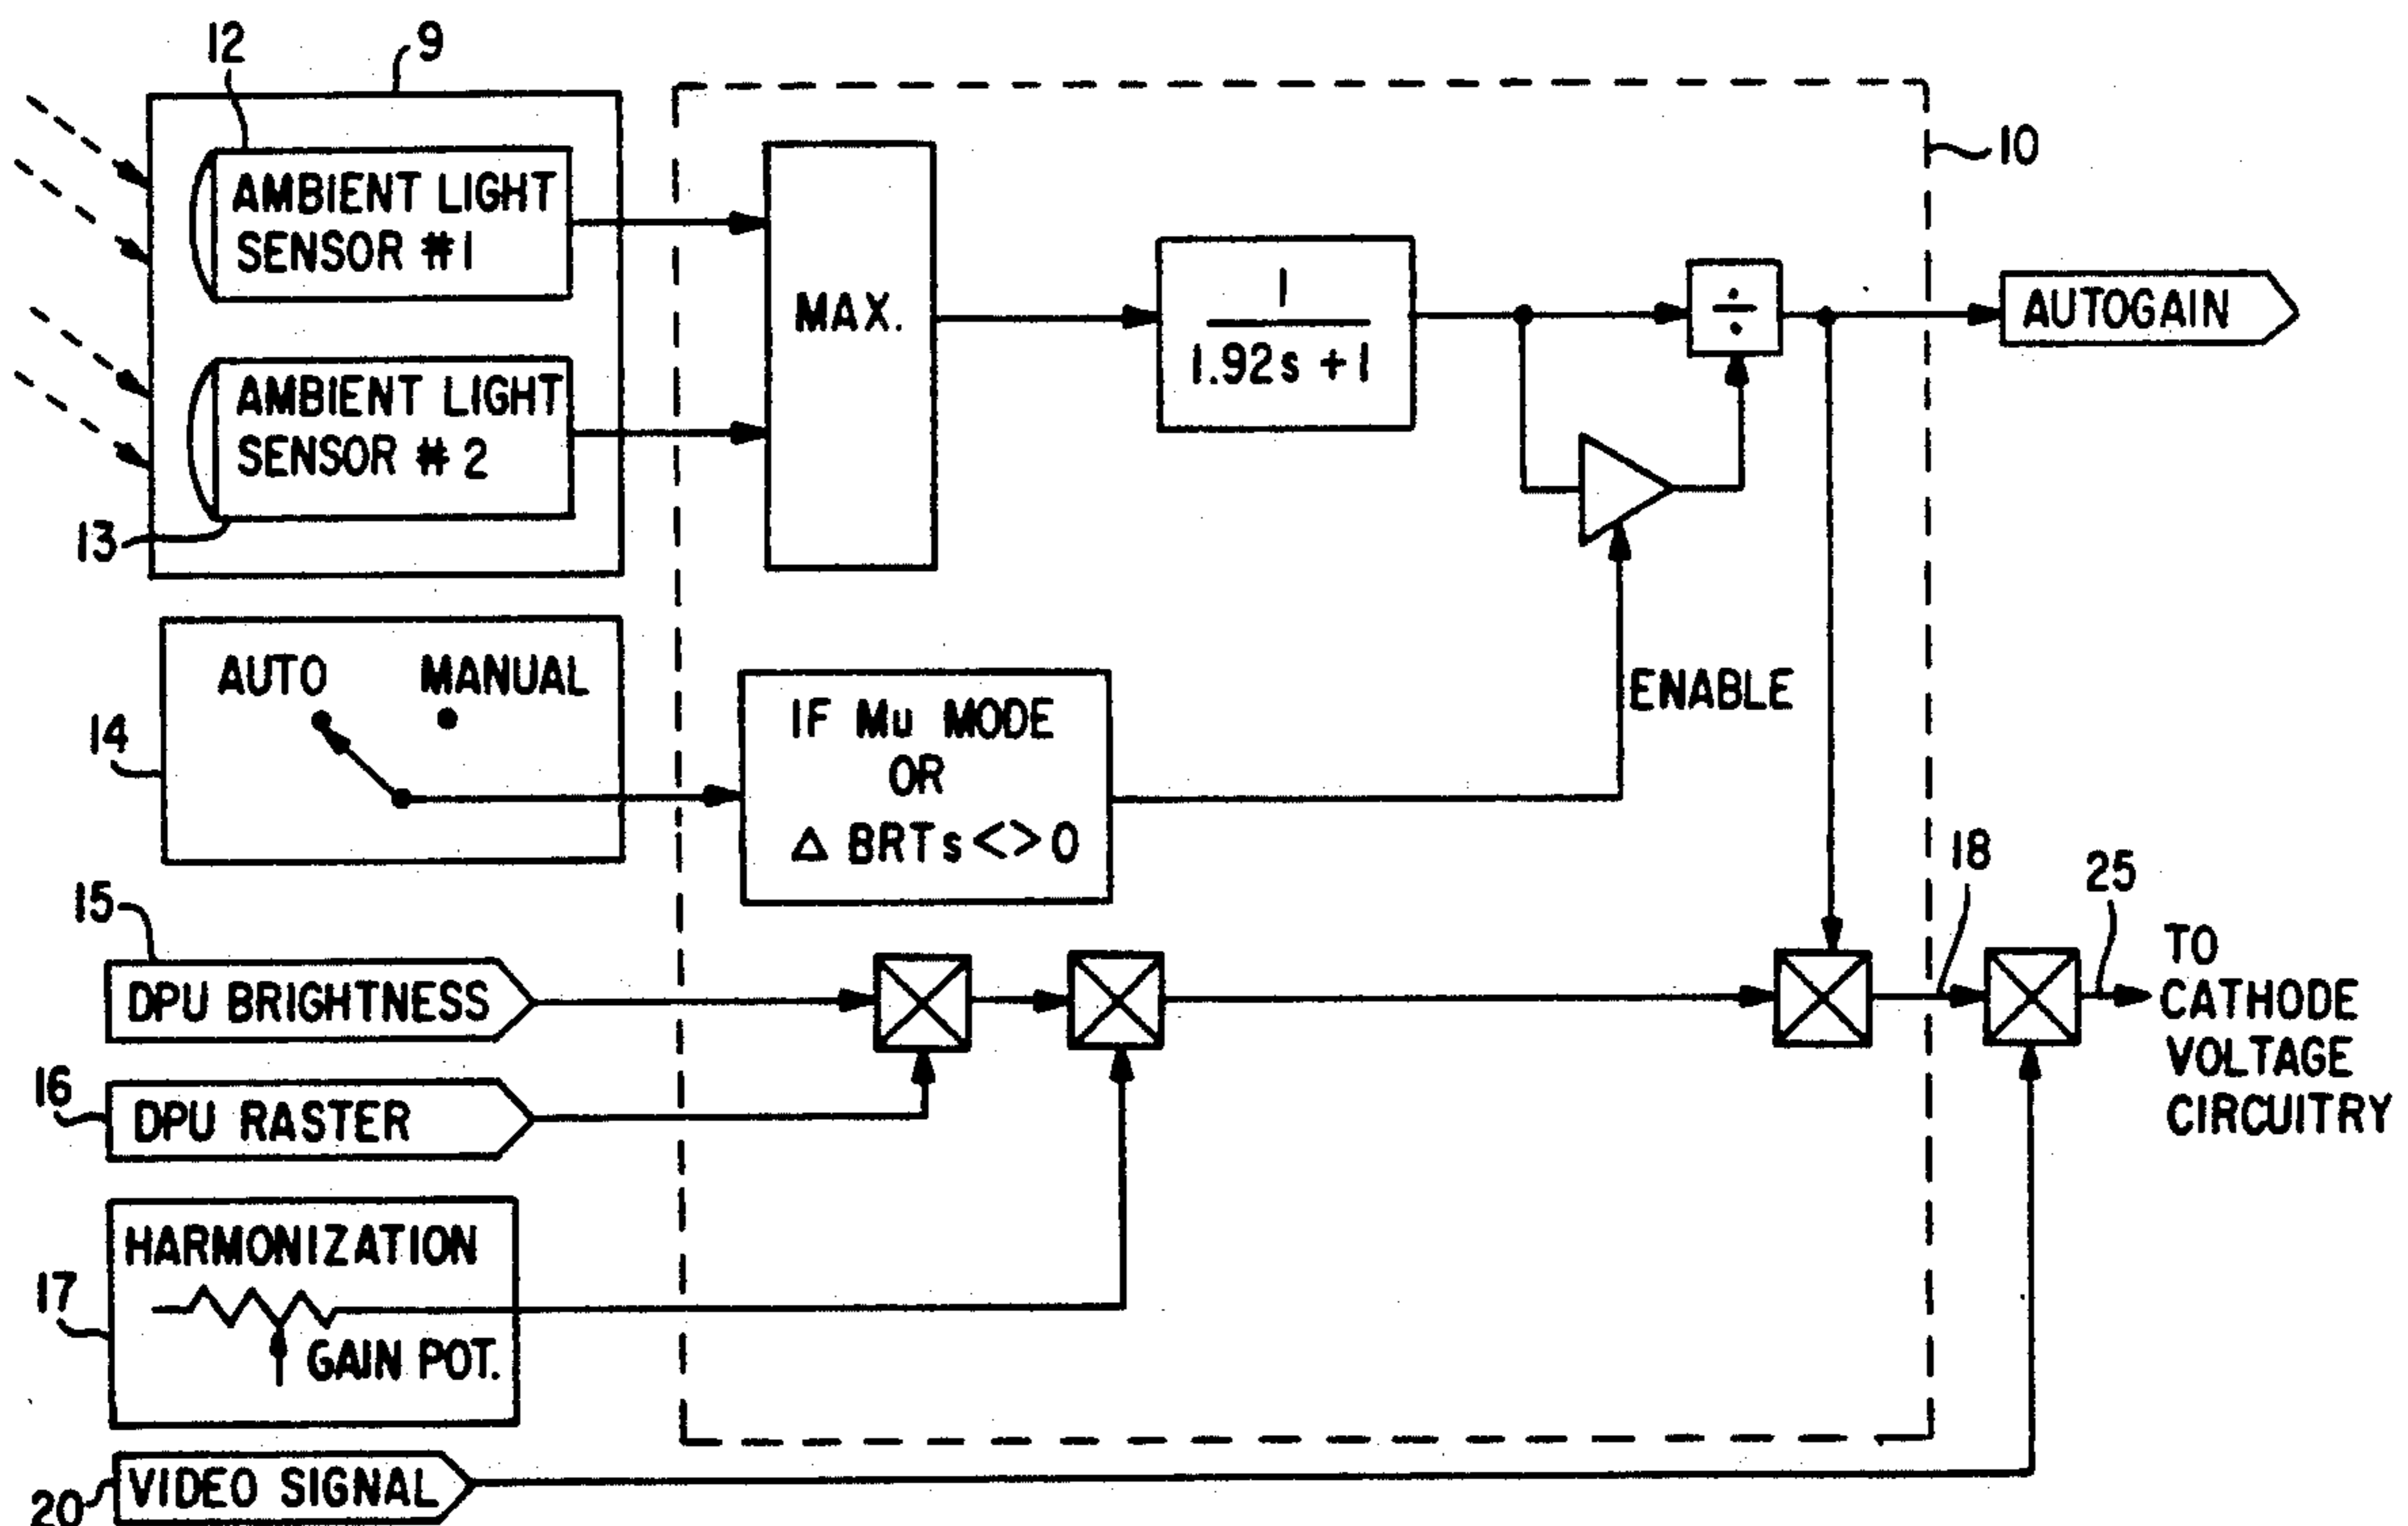 12
9
10
AMBIENT LIGHT
SENSOR #1
MAX.
1
1.92s +1
÷
AUTOGAIN
AMBIENT LIGHT
SENSOR # 2
13
AUTO MANUAL
14
IF Mu MODE
OR
Δ BRTs <> 0
ENABLE
15
DPU BRIGHTNESS
18
25
TO
CATHODE
VOLTAGE
CIRCUITRY
16
DPU RASTER
HARMONIZATION
17
GAIN POT.
20
VIDEO SIGNAL